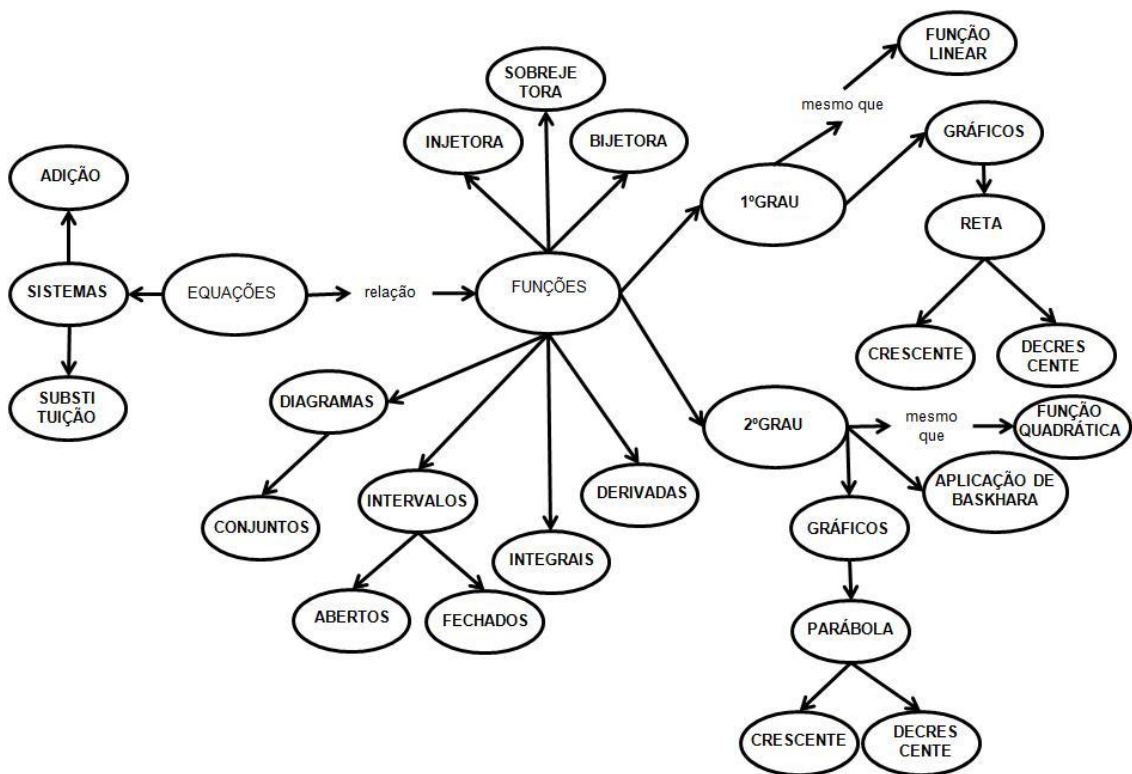 FUNÇÃO
LINEAR
SOBREJE
TORA
mesmo que
INJETORA
BIJETORA
GRÁFICOS
ADIÇÃO
1ºGRAU
RETA
SISTEMAS
EQUAÇÕES
relação
FUNÇÕES
CRESCENTE
DECRES
CENTE
SUBSTI
TUIÇÃO
DIAGRAMAS
2ºGRAU
mesmo
que
FUNÇÃO
QUADRÁTICA
APLICAÇÃO DE
BASKHARA
CONJUNTOS
INTERVALOS
DERIVADAS
GRÁFICOS
INTEGRAIS
ABERTOS
FECHADOS
PARÁBOLA
CRESCENTE
DECRES
CENTE